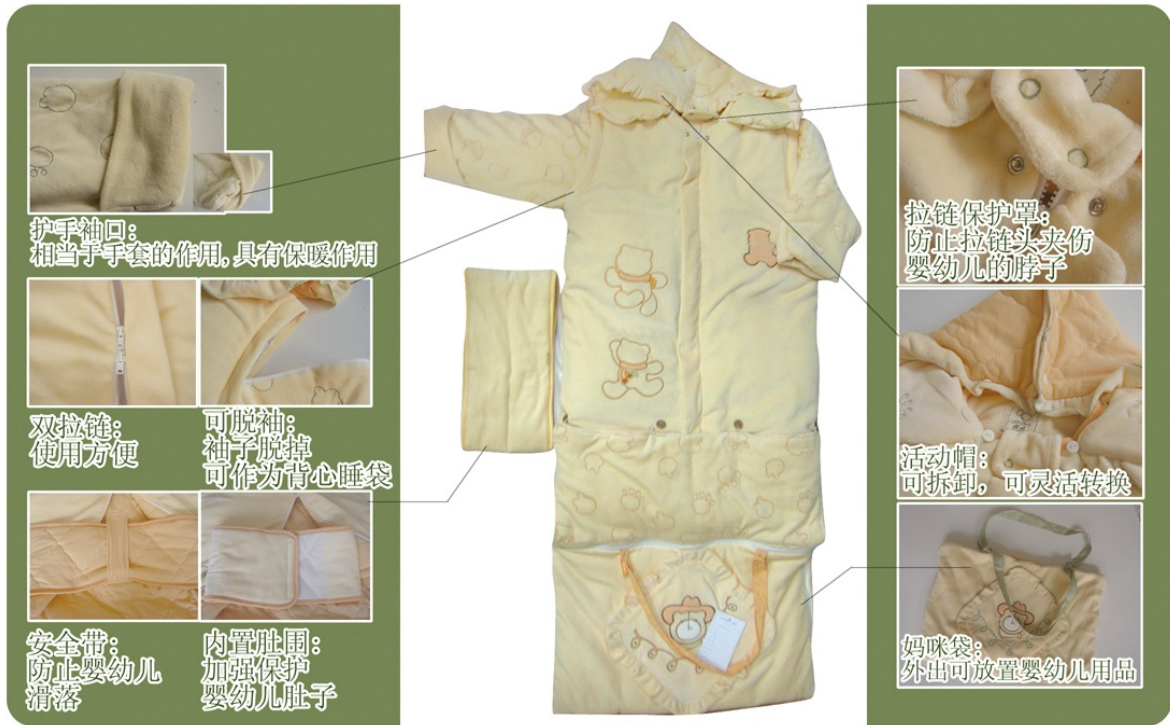 护手袖口：
相当于手套的作用，具有保暖作用
双拉链：
使用方便
可脱袖：
袖子脱掉
可作为背心睡袋
安全带：
防止婴幼儿
滑落
内置肚围：
加强保护
婴幼儿肚子
拉链保护罩：
防止拉链头夹伤
婴幼儿的脖子
活动帽：
可拆卸，可灵活转换
妈咪袋：
外出可放置婴幼儿用品